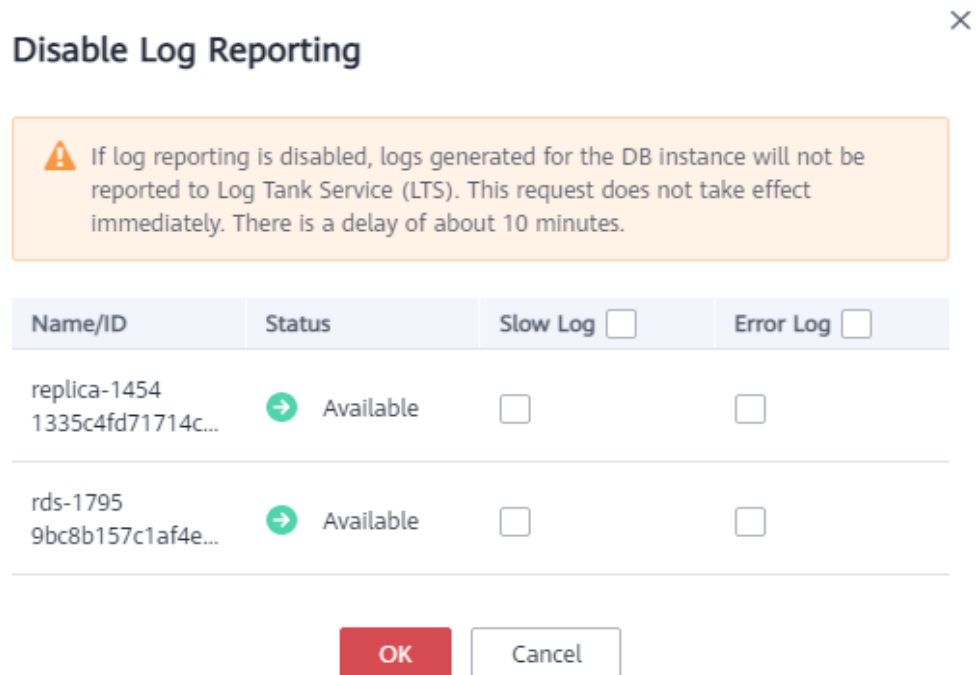 Disable Log Reporting
If log reporting is disabled, logs generated for the DB instance will not be
reported to Log Tank Service (LTS). This request does not take effect
immediately. There is a delay of about 10 minutes.
Name/ID Status Slow Log Error Log
replica-1454
1335c4fd71714c...
Available
rds-1795
9bc8b157c1af4e...
Available
OK Cancel